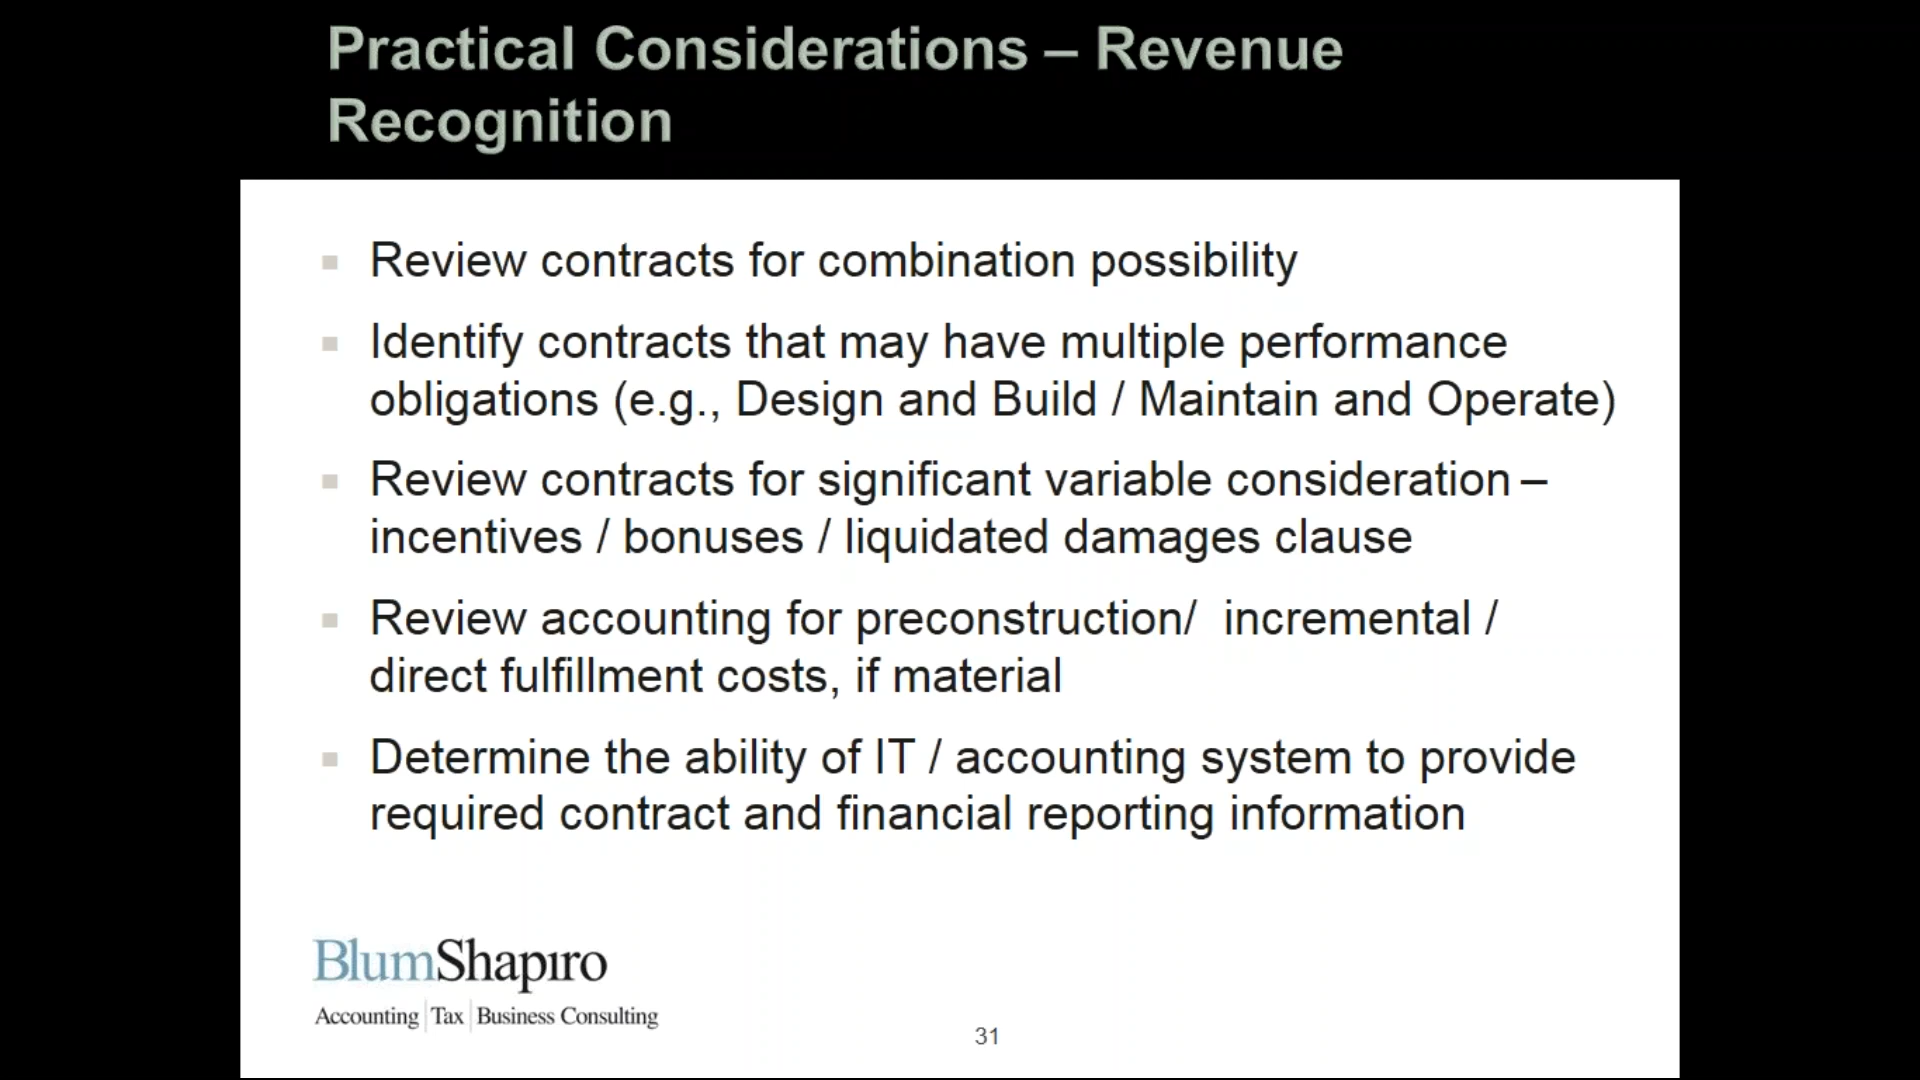 Practical Considerations – Revenue
Recognition
Review contracts for combination possibility
Identify contracts that may have multiple performance
obligations (e.g., Design and Build / Maintain and Operate)
Review contracts for significant variable consideration –
incentives / bonuses / liquidated damages clause
Review accounting for preconstruction/  incremental /
direct fulfillment costs, if material
Determine the ability of IT / accounting system to provide
required contract and financial reporting information
BlumShapiro
Accounting | Tax | Business Consulting
31